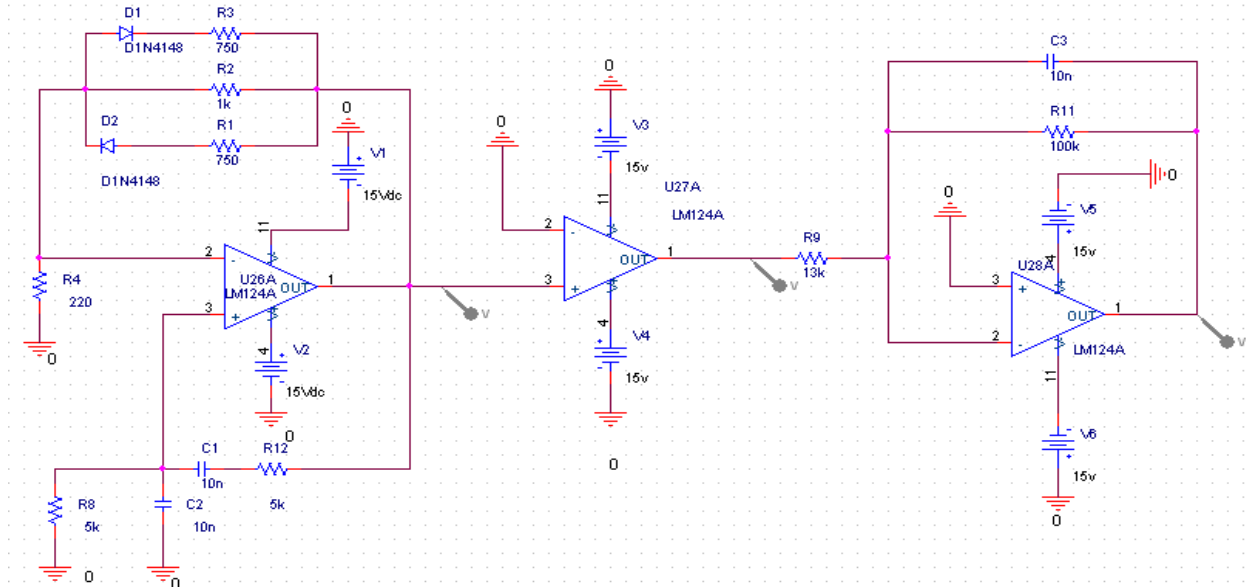 D1
D1N4148
R3
750
R2
1k
D2
D1N4148
R1
750
R4
220
0
0
V1
+
-
15Vdc
11
2
-
U26A
LM124A
OUT
1
3
+
4
V2
+
-
15Vdc
0
V
C1
10n
R12
5k
R8
5k
0
C2
10n
0
0
V3
+
-
15v
11
0
2
-
U27A
LM124A
OUT
1
3
+
4
V4
+
-
15v
0
V
R9
13k
C3
10n
R11
100k
0
V5
-
15v
4
0
U28A
3
+
OUT
1
2
-
LM124A
11
V6
-
+
15v
0
V